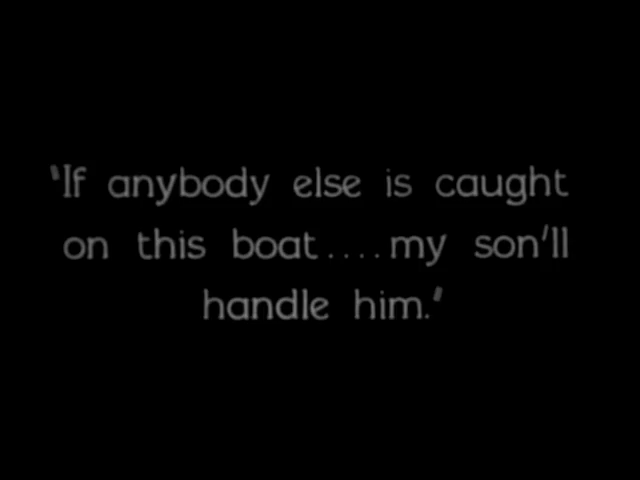 'If anybody else is caught
on this boat....my son'll
handle him.'